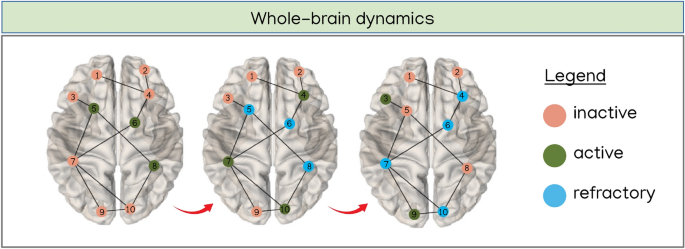 Whole-brain dynamics
1 2 3 4 5 6 7 8 9 10
1 2 3 4 5 6 7 8 9 10
1 2 3 4 5 6 7 8 9 10
Legend
inactive
active
refractory